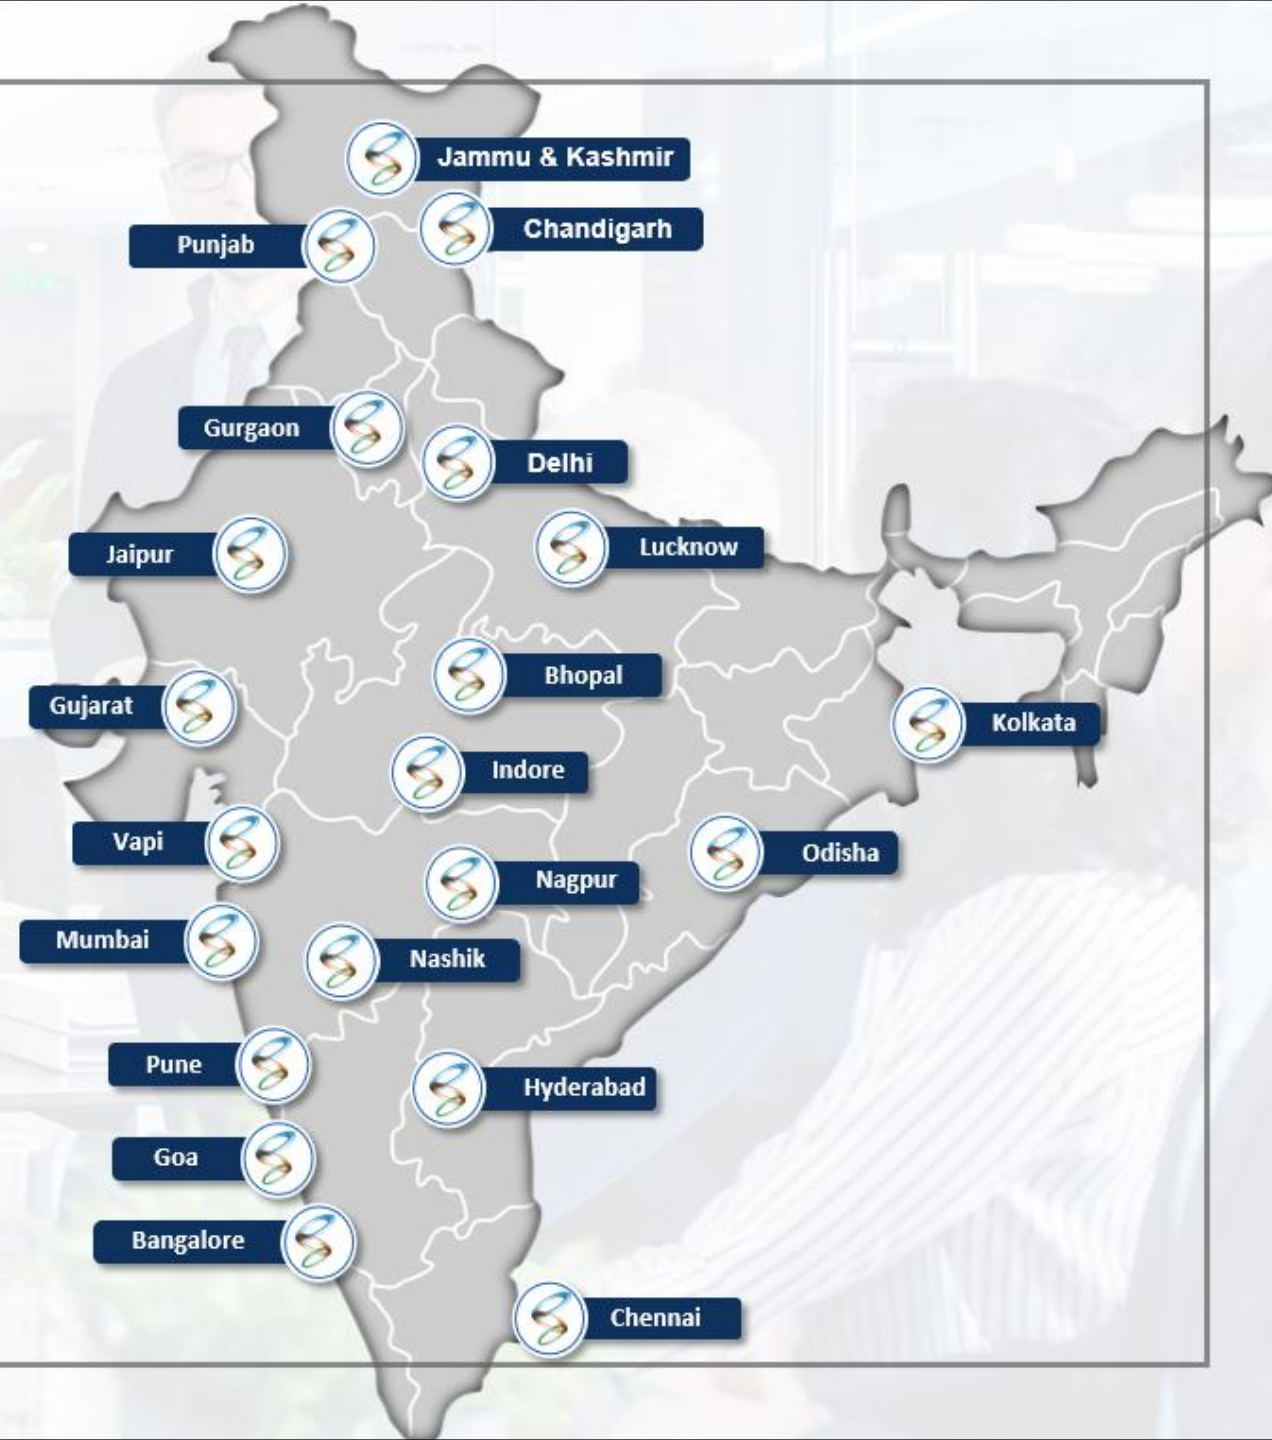 Jammu & Kashmir
Chandigarh
Punjab
Gurgaon
Delhi
Lucknow
Jaipur
Bhopal
Gujarat
Kolkata
Indore
Vapi
Odisha
Nagpur
Mumbai
Nashik
Pune
Hyderabad
Goa
Bangalore
Chennai